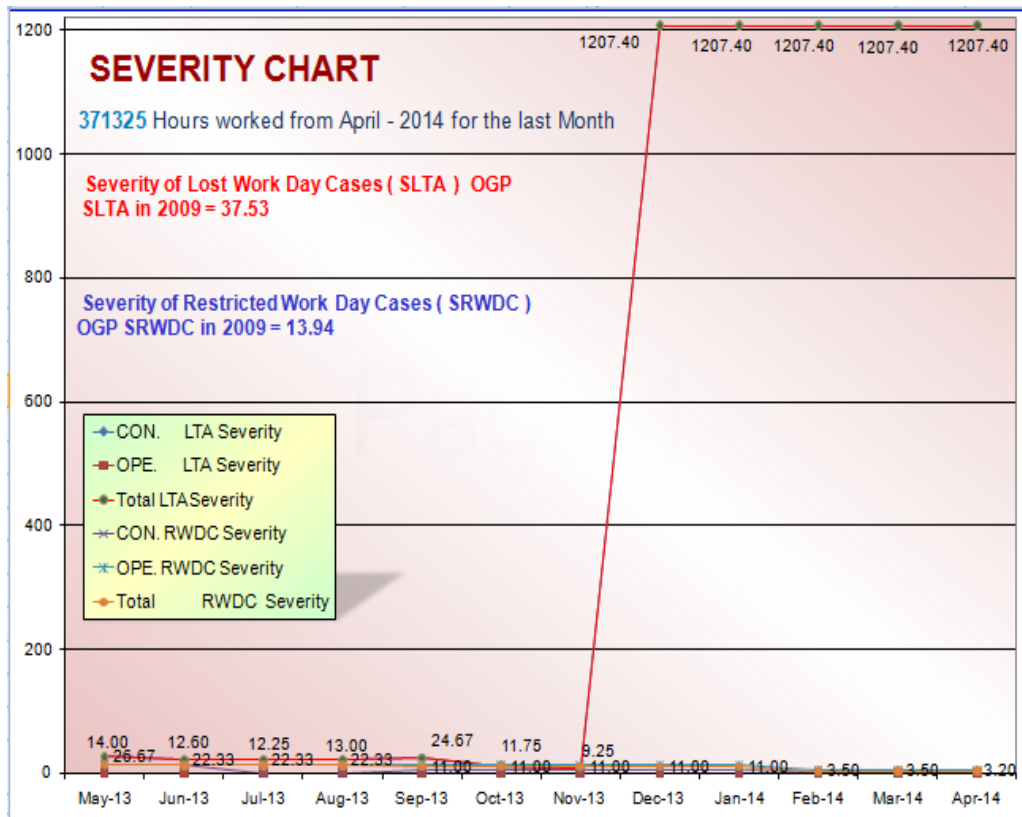 1200
1207.40 1207.40 1207.40 1207.40 1207.40
SEVERITY CHART
371325 Hours worked from April - 2014 for the last Month
1000
Severity of Lost Work Day Cases ( SLTA ) OGP
SLTA in 2009 = 37.53
800
Severity of Restricted Work Day Cases ( SRWDC )
OGP SRWDC in 2009 = 13.94
600
CON. LTA Severity
OPE. LTA Severity
Total LTA Severity
400
CON. RWDC Severity
OPE. RWDC Severity
Total RWDC Severity
200
14.00 12.60 12.25 13.00 24.67 11.75 9.25
26.67 22.33 22.33 22.33 11.00 11.00 11.00 11.00 3.50 3.50 3.20
0
May-13 Jun-13 Jul-13 Aug-13 Sep-13 Oct-13 Nov-13 Dec-13 Jan-14 Feb-14 Mar-14 Apr-14